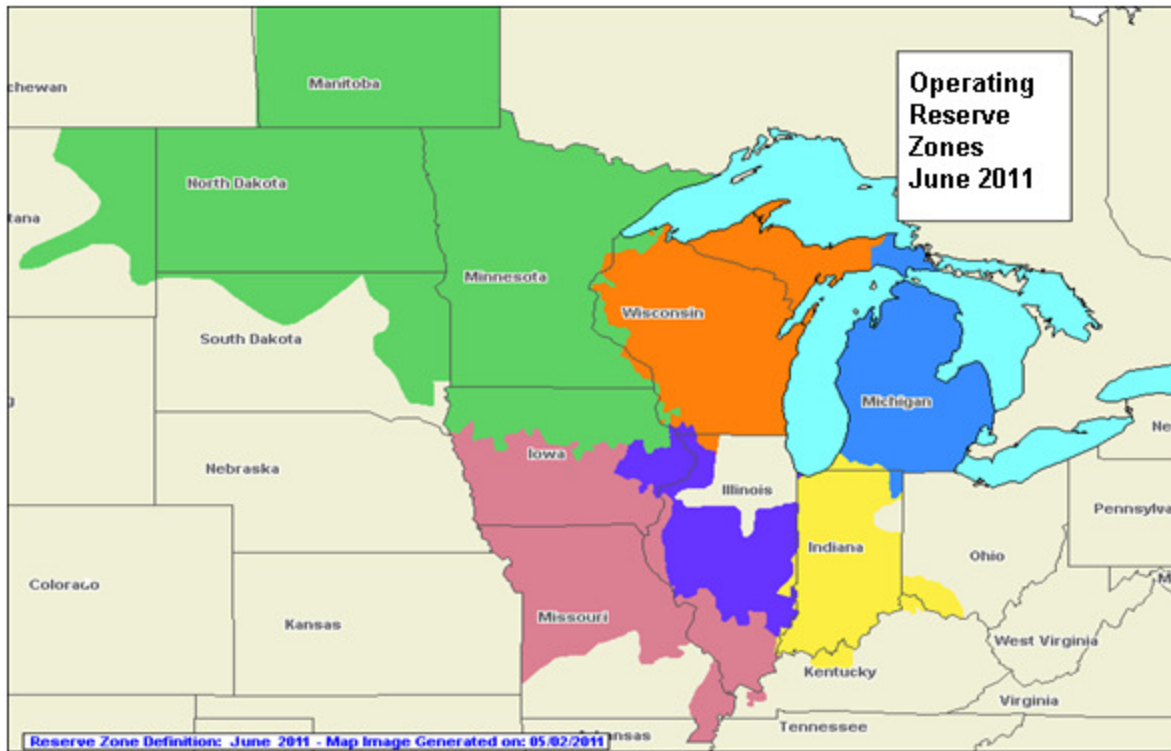 Operating
Reserve
Zones
June 2011
chewan
Manitoba
North Dakota
tana
Minnesota
Wisconsin
South Dakota
Michigan
Ne
Iowa
Nebraska
Illinois
Pennsylva
Indiana
Ohio
Colorado
M
Missouri
Kansas
West Virginia
Kentucky
Virginia
Tennessee
ansas
Reserve Zone Definition: June 2011 - Map Image Generated on: 05/02/2011